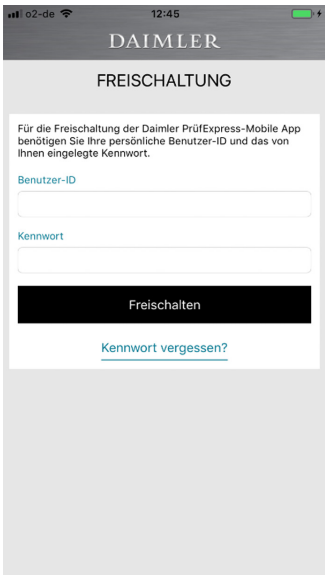 o2-de 12:45
DAIMLER
FREISCHALTUNG
Für die Freischaltung der Daimler PrüfExpress-Mobile App
benötigen Sie Ihre persönliche Benutzer-ID und das von
Ihnen eingelegte Kennwort.
Benutzer-ID
Kennwort
Freischalten
Kennwort vergessen?